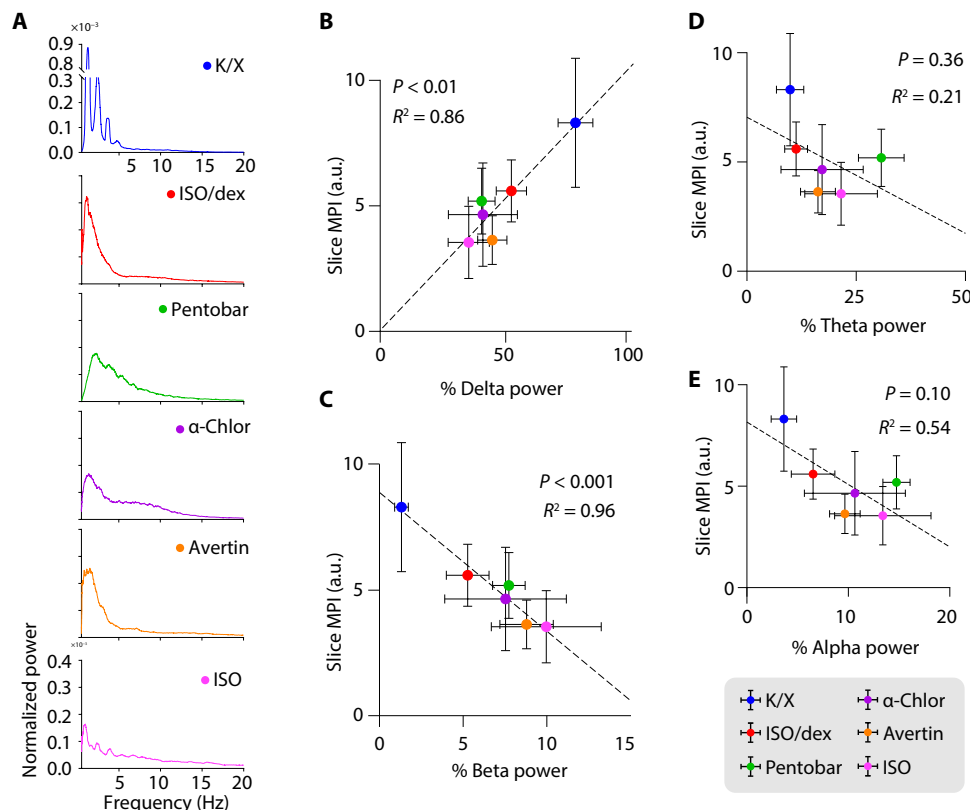 A
×10⁻³
0.9
0.8
0.3
0.2
0.1
0.0
K/X
5
10
20
ISO/dex
Pentobar
α-Chlor
Avertin
0.4
0.3
0.2
0.1
0.0
ISO
5
10
15
20
Normalized power
Frequency (Hz)
B
10
5
0
P < 0.01
R² = 0.86
Slice MPI (a.u.)
0
50
100
% Delta power
C
10
5
0
P < 0.001
R² = 0.96
Slice MPI (a.u.)
0
5
10
15
% Beta power
D
10
5
0
P = 0.36
R² = 0.21
Slice MPI (a.u.)
0
25
50
% Theta power
E
10
5
0
P = 0.10
R² = 0.54
Slice MPI (a.u.)
0
10
20
% Alpha power
K/X
α-Chlor
ISO/dex
Avertin
Pentobar
ISO